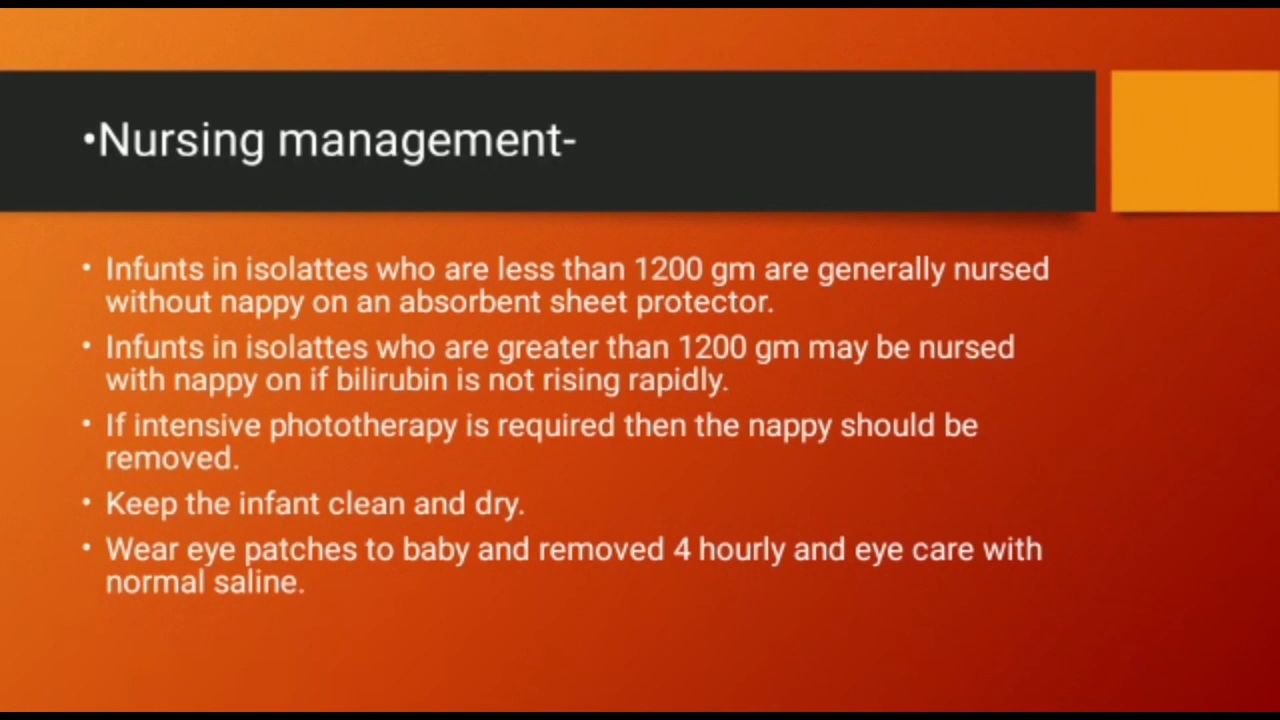 •Nursing management-
• Infunts in isolattes who are less than 1200 gm are generally nursed
without nappy on an absorbent sheet protector.
• Infunts in isolattes who are greater than 1200 gm may be nursed
with nappy on if bilirubin is not rising rapidly.
• If intensive phototherapy is required then the nappy should be
removed.
• Keep the infant clean and dry.
• Wear eye patches to baby and removed 4 hourly and eye care with
normal saline.